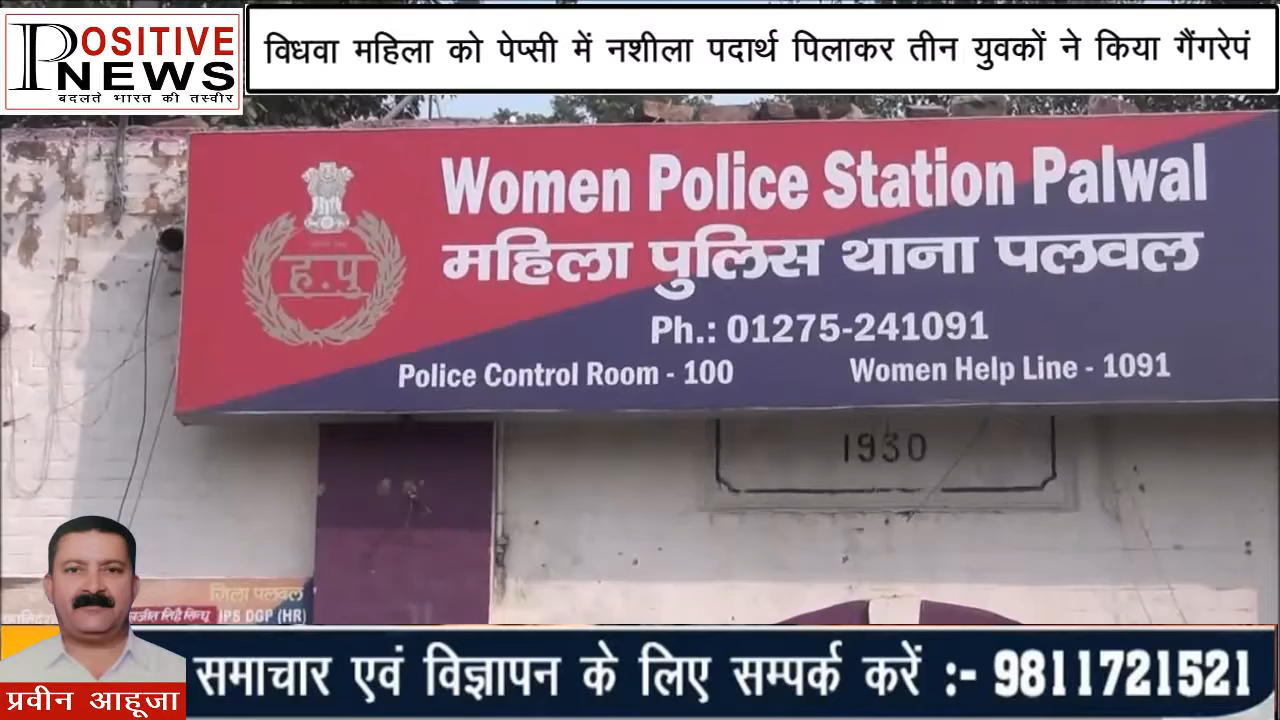 POSITIVE
NEWS
बदलते भारत की तस्वीर
विधवा महिला को पेप्सी में नशीला पदार्थ पिलाकर तीन युवकों ने किया गैंगरेपं
Women Police Station Palwal
महिला पुलिस थाना पलवल
ह.पु
Ph.: 01275-241091
Police Control Room - 100
Women Help Line - 1091
1930
जिला पलवल
IPS DGP (HR)
समाचार एवं विज्ञापन के लिए सम्पर्क करें :- 9811721521
प्रवीन आहूजा